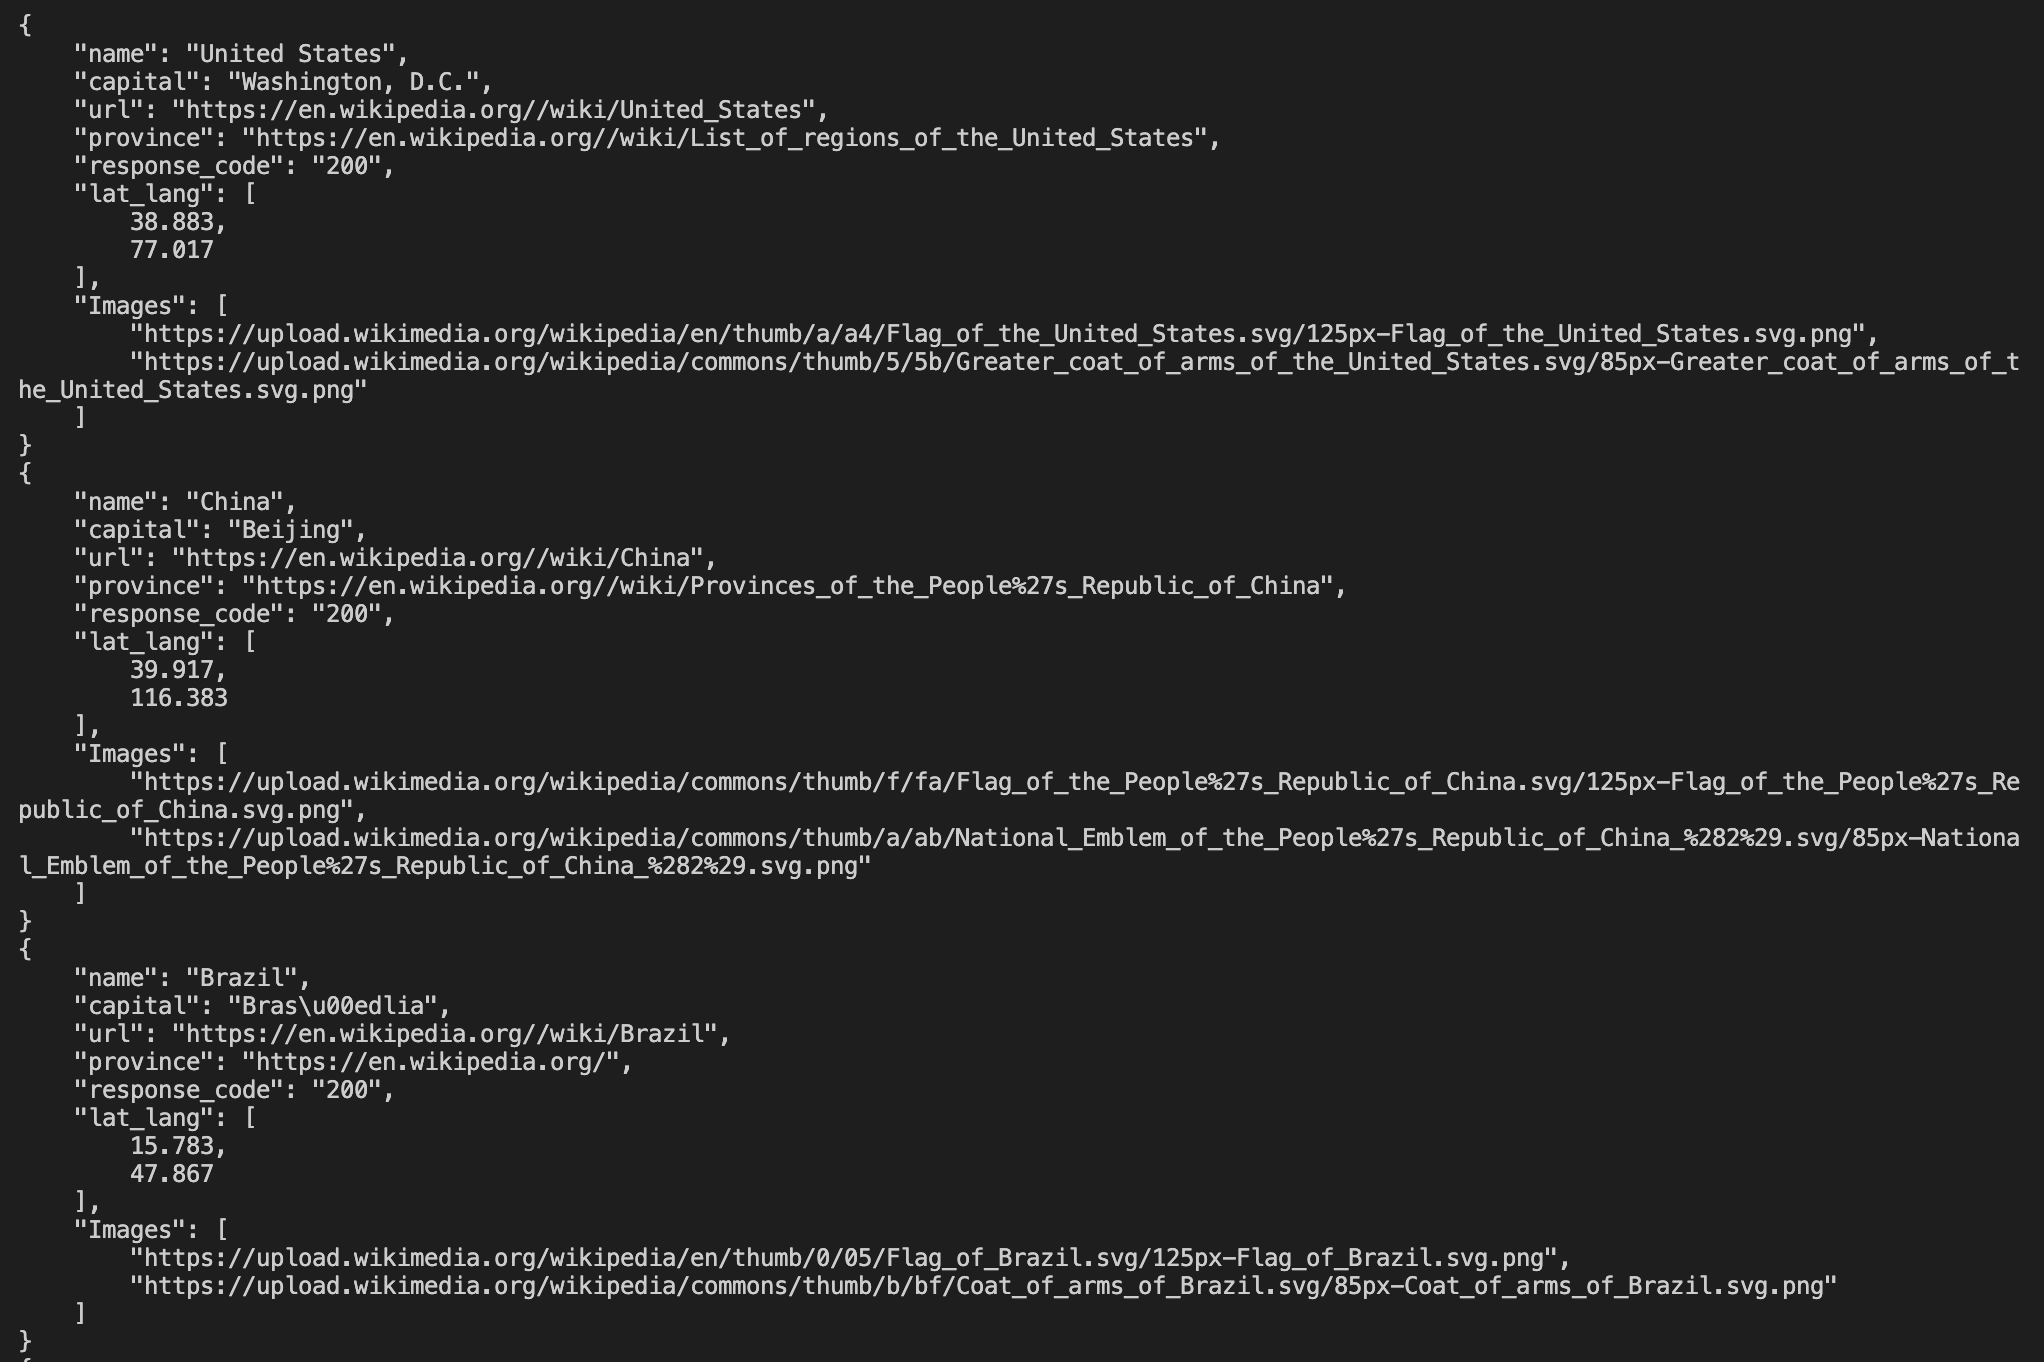 {
    "name": "United States",
    "capital": "Washington, D.C.",
    "url": "https://en.wikipedia.org//wiki/United_States",
    "province": "https://en.wikipedia.org//wiki/List_of_regions_of_the_United_States",
    "response_code": "200",
    "lat_lang": [
        38.883,
        77.017
    ],
    "Images": [
        "https://upload.wikimedia.org/wikipedia/en/thumb/a/a4/Flag_of_the_United_States.svg/125px-Flag_of_the_United_States.svg.png",
        "https://upload.wikimedia.org/wikipedia/commons/thumb/5/5b/Greater_coat_of_arms_of_the_United_States.svg/85px-Greater_coat_of_arms_of_t
he_United_States.svg.png"
    ]
}
{
    "name": "China",
    "capital": "Beijing",
    "url": "https://en.wikipedia.org//wiki/China",
    "province": "https://en.wikipedia.org//wiki/Provinces_of_the_People%27s_Republic_of_China",
    "response_code": "200",
    "lat_lang": [
        39.917,
        116.383
    ],
    "Images": [
        "https://upload.wikimedia.org/wikipedia/commons/thumb/f/fa/Flag_of_the_People%27s_Republic_of_China.svg/125px-Flag_of_the_People%27s_Re
public_of_China.svg.png",
        "https://upload.wikimedia.org/wikipedia/commons/thumb/a/ab/National_Emblem_of_the_People%27s_Republic_of_China_%282%29.svg/85px-Nationa
l_Emblem_of_the_People%27s_Republic_of_China_%282%29.svg.png"
    ]
}
{
    "name": "Brazil",
    "capital": "Bras\u00edlia",
    "url": "https://en.wikipedia.org//wiki/Brazil",
    "province": "https://en.wikipedia.org/",
    "response_code": "200",
    "lat_lang": [
        15.783,
        47.867
    ],
    "Images": [
        "https://upload.wikimedia.org/wikipedia/en/thumb/0/05/Flag_of_Brazil.svg/125px-Flag_of_Brazil.svg.png",
        "https://upload.wikimedia.org/wikipedia/commons/thumb/b/bf/Coat_of_arms_of_Brazil.svg/85px-Coat_of_arms_of_Brazil.svg.png"
    ]
}